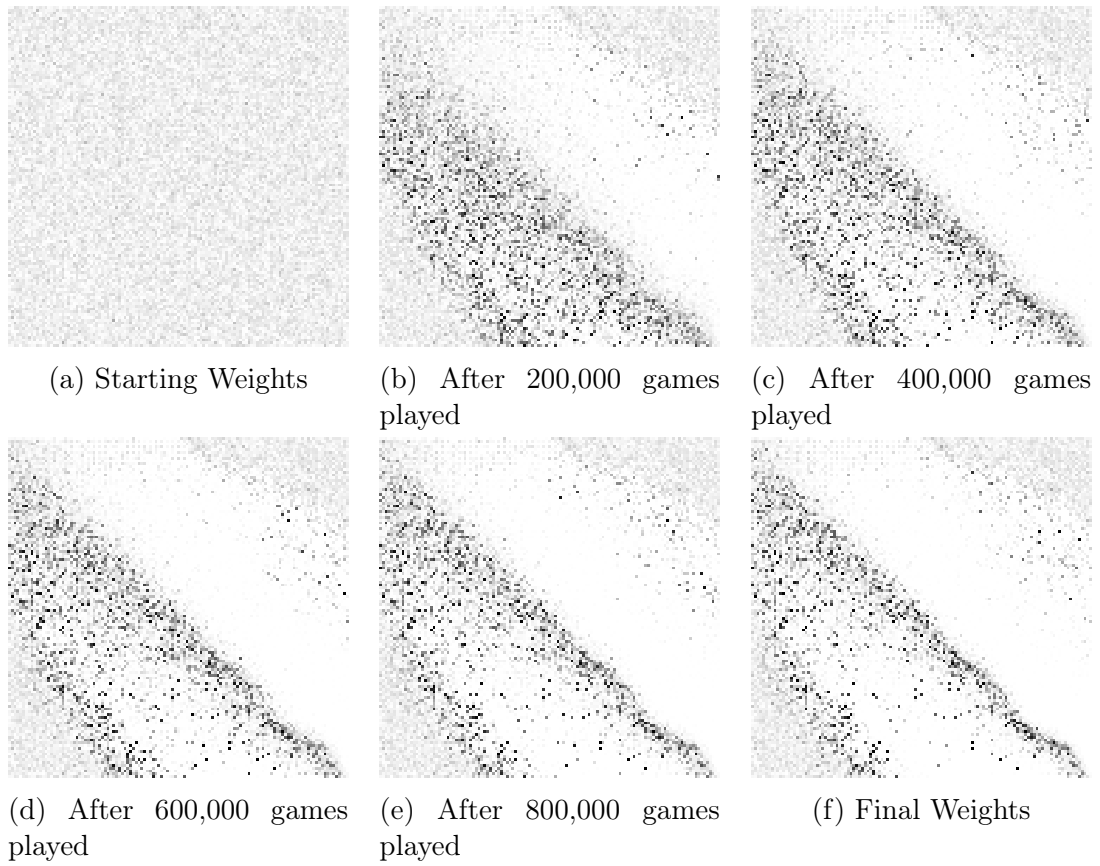 (a) Starting Weights
(b) After 200,000 games
played
(c) After 400,000 games
played
(d) After 600,000 games
played
(e) After 800,000 games
played
(f) Final Weights